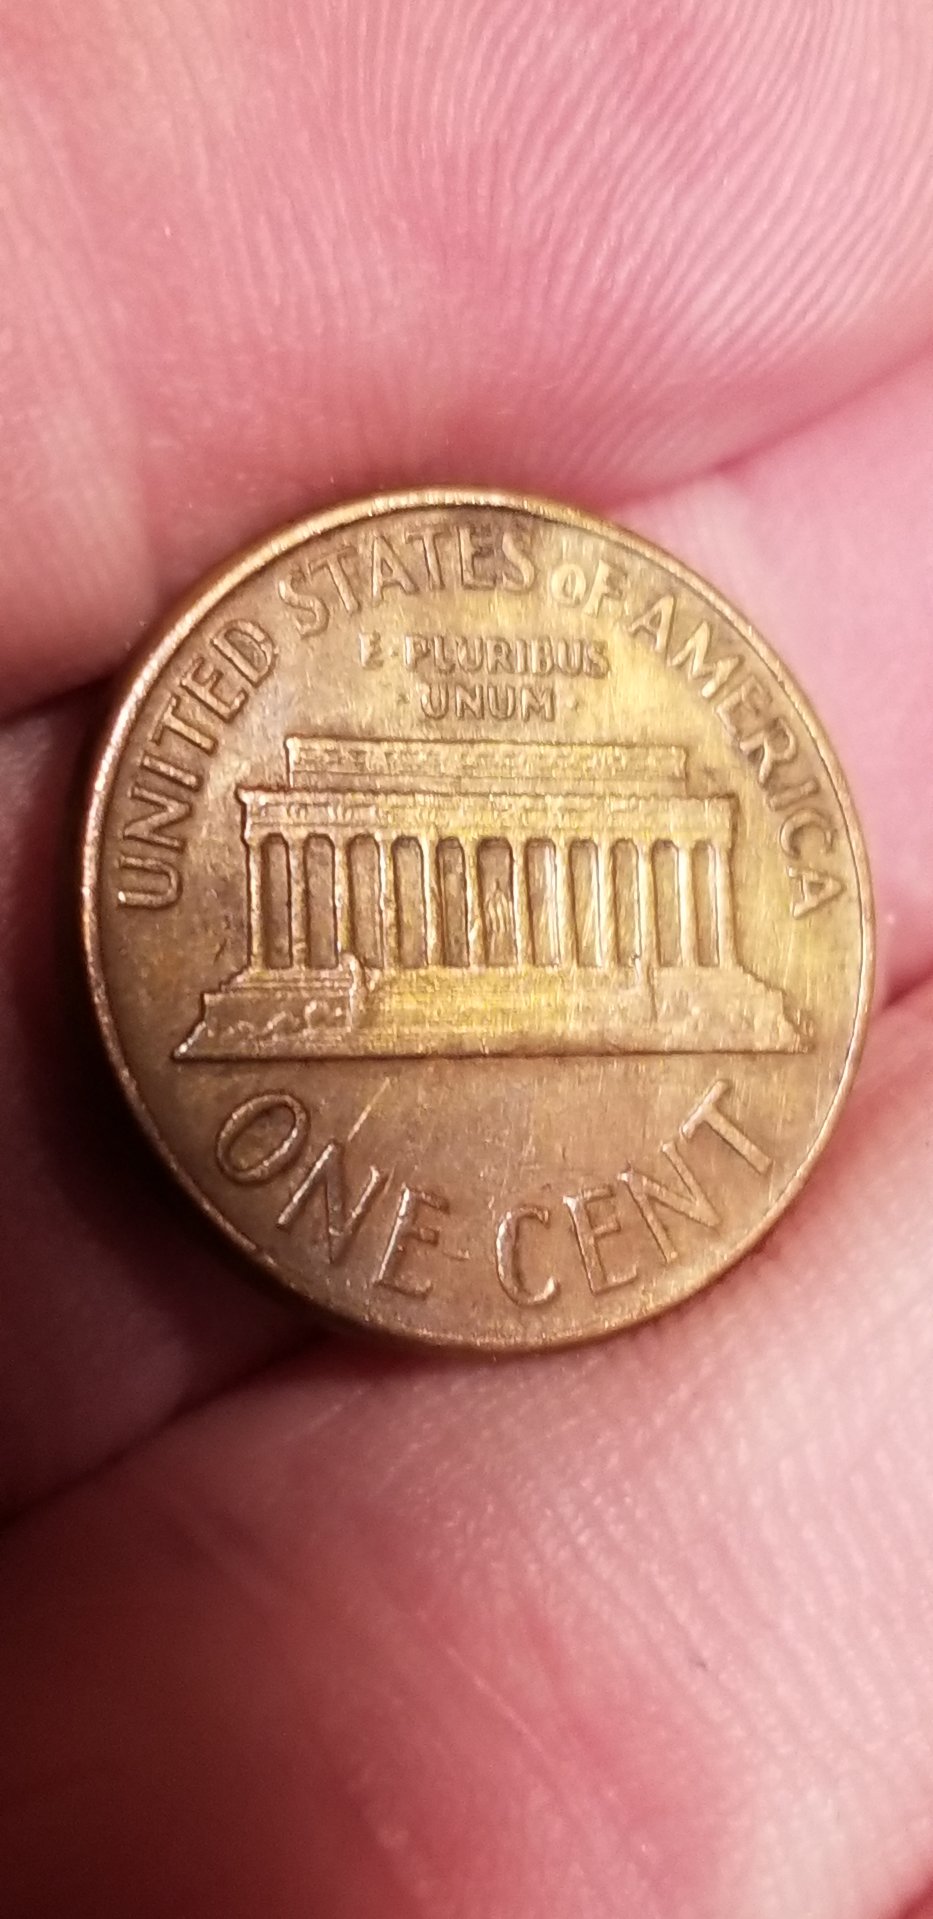 UNITED STATES OF AMERICA
E·PLURIBUS
·UNUM·
ONE CENT